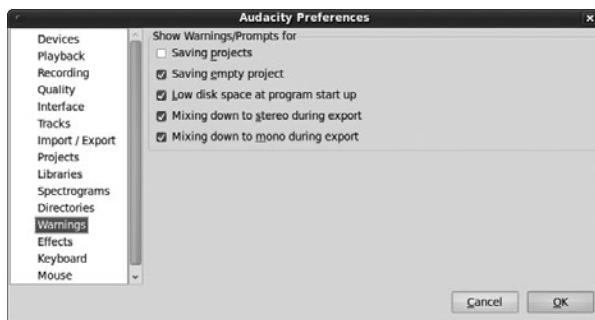 Audacity Preferences
Devices
Playback
Recording
Quality
Interface
Tracks
Import / Export
Projects
Libraries
Spectrograms
Directories
Warnings
Effects
Keyboard
Mouse
Show Warnings/Prompts for
Saving projects
Saving empty project
Low disk space at program start up
Mixing down to stereo during export
Mixing down to mono during export
Cancel
OK